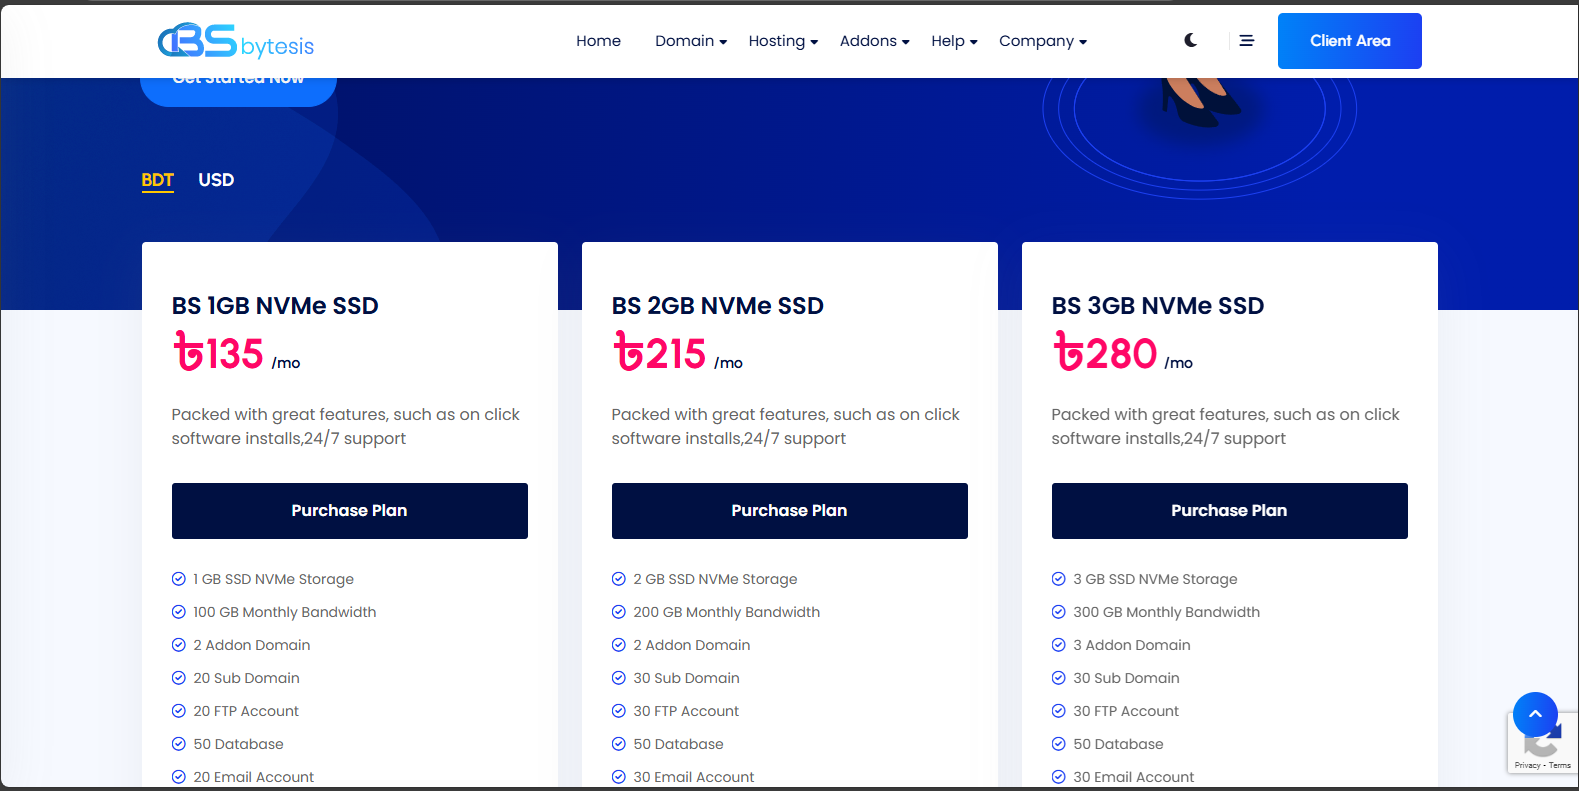 BS bytesis
Home Domain Hosting Addons Help Company Client Area
Get Started Now
BDT USD
BS 1GB NVMe SSD
৳135 /mo
Packed with great features, such as on click
software installs,24/7 support
Purchase Plan
1 GB SSD NVMe Storage
100 GB Monthly Bandwidth
2 Addon Domain
20 Sub Domain
20 FTP Account
50 Database
20 Email Account
BS 2GB NVMe SSD
৳215 /mo
Packed with great features, such as on click
software installs,24/7 support
Purchase Plan
2 GB SSD NVMe Storage
200 GB Monthly Bandwidth
2 Addon Domain
30 Sub Domain
30 FTP Account
50 Database
30 Email Account
BS 3GB NVMe SSD
৳280 /mo
Packed with great features, such as on click
software installs,24/7 support
Purchase Plan
3 GB SSD NVMe Storage
300 GB Monthly Bandwidth
3 Addon Domain
30 Sub Domain
30 FTP Account
50 Database
30 Email Account
Privacy - Terms